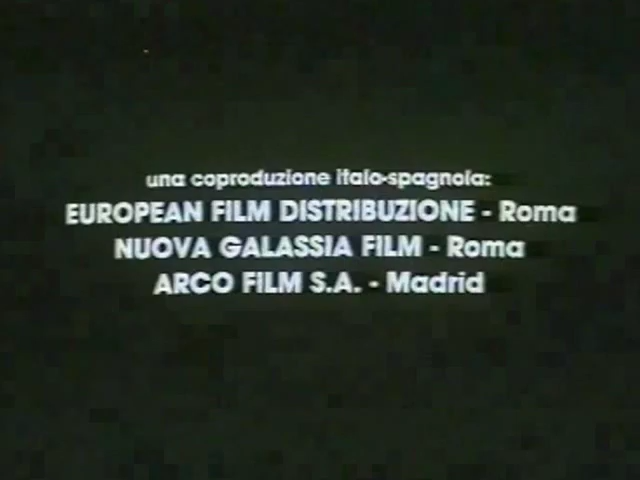 una coproduzione italo-spagnola:
EUROPEAN FILM DISTRIBUZIONE - Roma
NUOVA GALASSIA FILM - Roma
ARCO FILM S.A. - Madrid